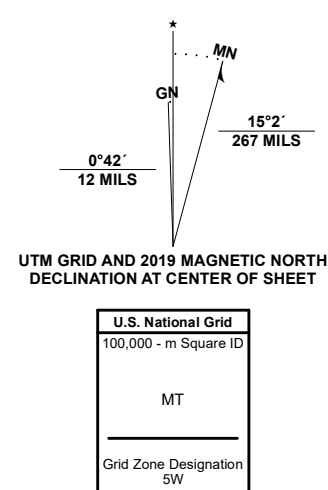 ★
MN
GN
15°2´
267 MILS
0°42´
12 MILS
UTM GRID AND 2019 MAGNETIC NORTH
DECLINATION AT CENTER OF SHEET
U.S. National Grid
100,000 - m Square ID
MT
Grid Zone Designation
5W